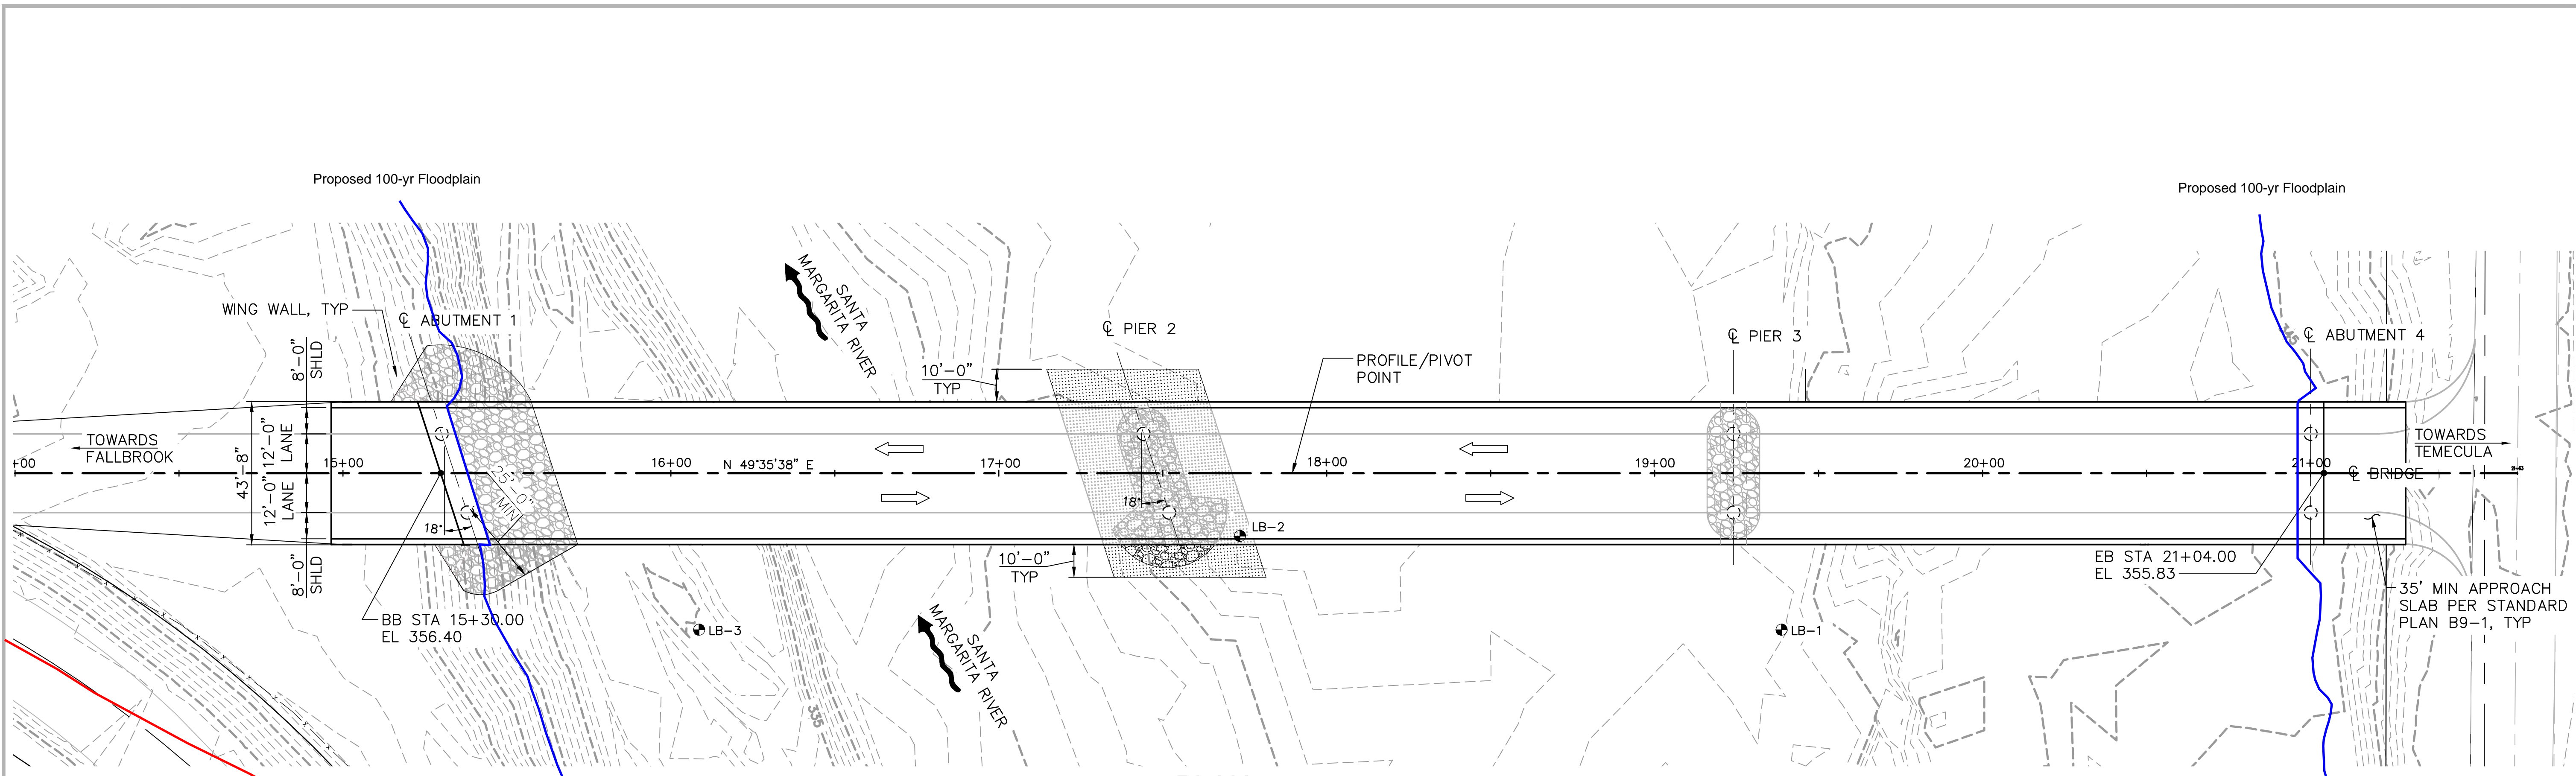 Proposed 100-yr Floodplain
Proposed 100-yr Floodplain
WING WALL, TYP
℄ ABUTMENT 1
SANTA
MARGARITA RIVER
℄ PIER 2
PROFILE/PIVOT
POINT
℄ PIER 3
℄ ABUTMENT 4
345
8'-0"
SHLD
10'-0"
TYP
43'-8"
12'-0"
LANE
12'-0"
LANE
8'-0"
SHLD
TOWARDS
FALLBROOK
+00
15+00
16+00
N 49°35'38" E
17+00
18+00
19+00
20+00
21+00
℄ BRIDGE
TOWARDS
TEMECULA
25'-0"
MIN
18°
18°
LB-2
10'-0"
TYP
BB STA 15+30.00
EL 356.40
LB-3
SANTA
MARGARITA RIVER
335
LB-1
EB STA 21+04.00
EL 355.83
35' MIN APPROACH
SLAB PER STANDARD
PLAN B9-1, TYP